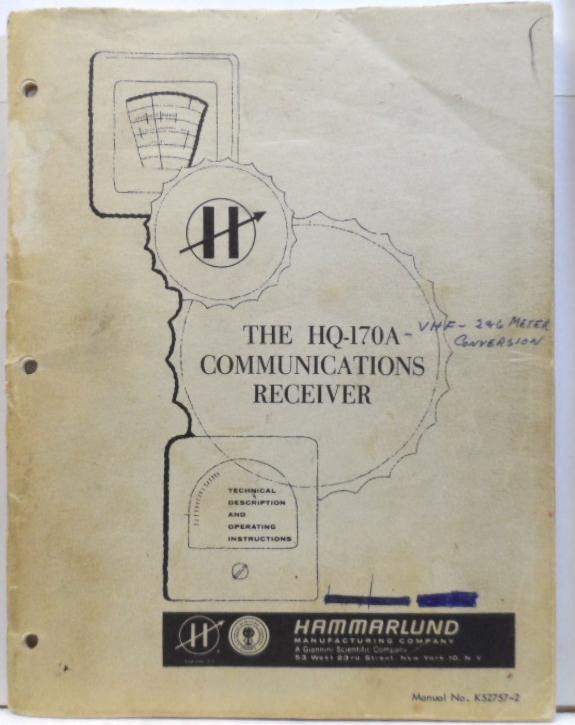 H
THE HQ-170A - VHF - 2&6 METER
CONVERSION
COMMUNICATIONS
RECEIVER
TECHNICAL
DESCRIPTION
AND
OPERATING
INSTRUCTIONS
H
HAMMARLUND
MANUFACTURING COMPANY
A Giannini Scientific Company
53 West 23rd Street, New York 10, N. Y.
Manual No. K52757-2